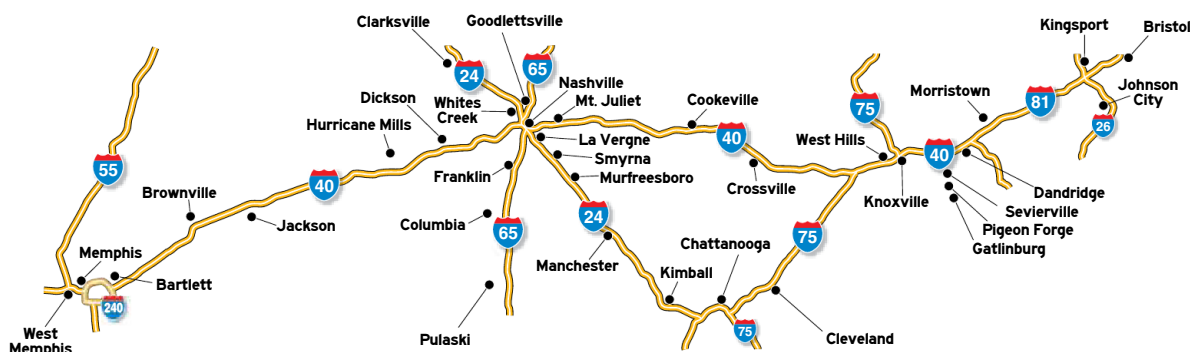 Clarksville
Goodlettsville
Kingsport
Bristol
24
65
Nashville
Mt. Juliet
Whites
Creek
Dickson
Hurricane Mills
Cookeville
La Vergne
Smyrna
Murfreesboro
Franklin
40
Crossville
75
West Hills
Knoxville
Morristown
81
Johnson
City
26
40
Dandridge
Sevierville
Pigeon Forge
Gatlinburg
55
40
Brownville
Jackson
Columbia
65
24
Manchester
Chattanooga
75
Kimball
Memphis
Bartlett
240
West
Memphis
Pulaski
75
Cleveland